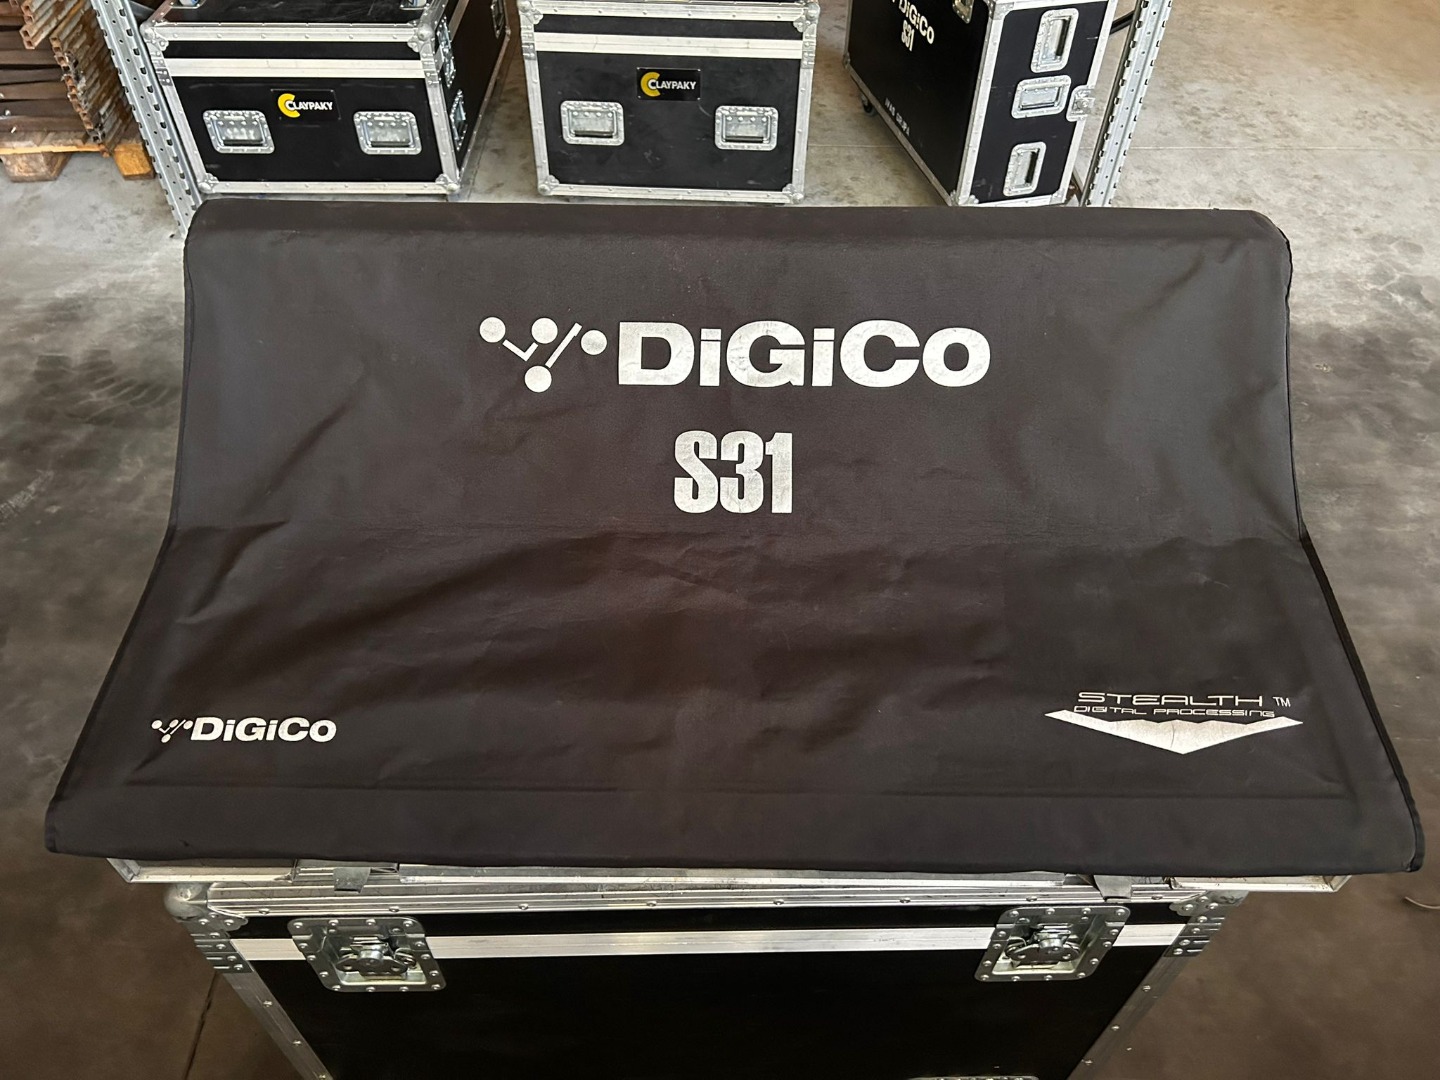 CLAYPAKY
CLAYPAKY
DiGiCo
S31
DiGiCo
S31
DiGiCo
STEALTH ™
DIGITAL PROCESSING